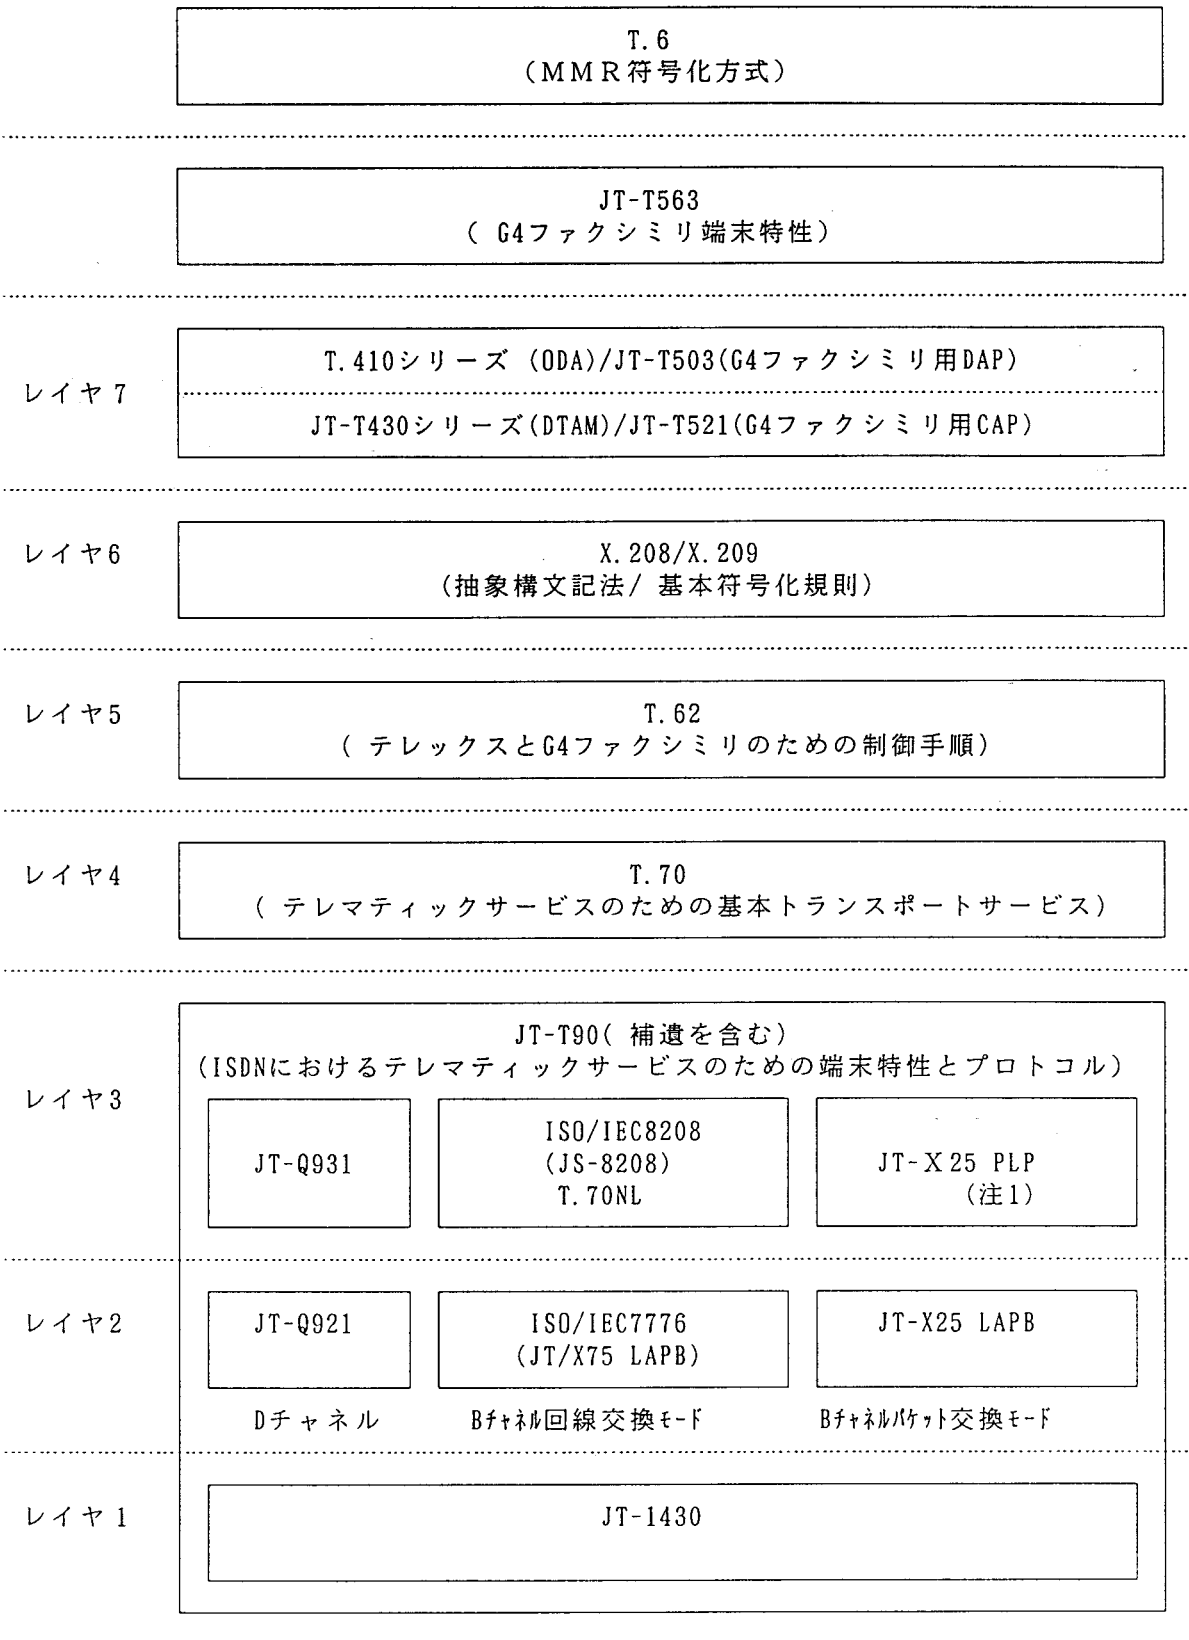 T.6
(MMR符号化方式)
JT-T563
( G4ファクシミリ端末特性)
レイヤ7
T.410シリーズ (ODA)/JT-T503(G4ファクシミリ用DAP)
JT-T430シリーズ(DTAM)/JT-T521(G4ファクシミリ用CAP)
レイヤ6
X.208/X.209
(抽象構文記法/ 基本符号化規則)
レイヤ5
T.62
( テレックスとG4ファクシミリのための制御手順)
レイヤ4
T.70
( テレマティックサービスのための基本トランスポートサービス)
レイヤ3
JT-T90( 補遺を含む)
(ISDNにおけるテレマティックサービスのための端末特性とプロトコル)
JT-Q931
ISO/IEC8208
(JS-8208)
T.70NL
JT-X25 PLP
(注1)
レイヤ2
JT-Q921
ISO/IEC7776
(JT/X75 LAPB)
JT-X25 LAPB
Dチャネル
Bﾁｬﾈﾙ回線交換ﾓｰﾄﾞ
Bﾁｬﾈﾙﾊﾟｹｯﾄ交換ﾓｰﾄﾞ
レイヤ1
JT-1430